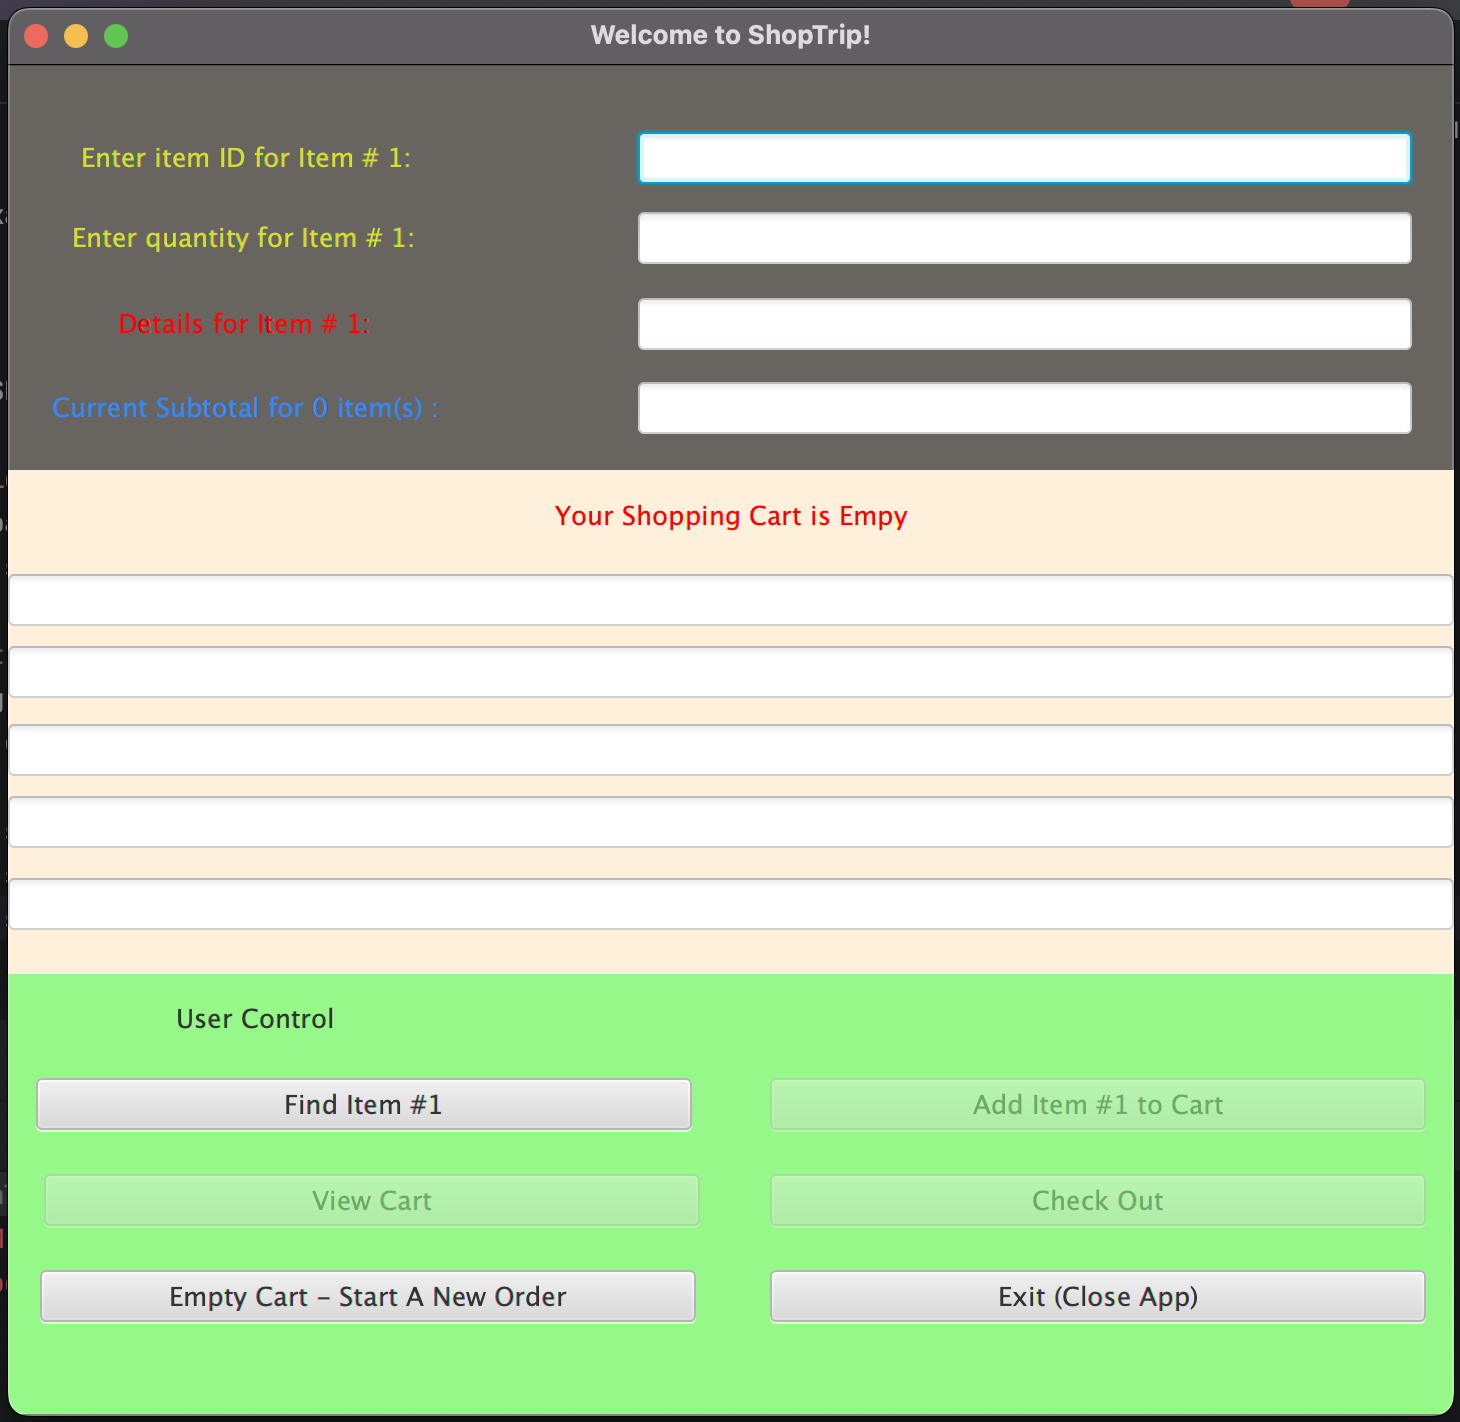 Welcome to ShopTrip!
Enter item ID for Item # 1:
Enter quantity for Item # 1:
Details for Item # 1:
Current Subtotal for 0 item(s) :
Your Shopping Cart is Empy
User Control
Find Item #1
Add Item #1 to Cart
View Cart
Check Out
Empty Cart – Start A New Order
Exit (Close App)